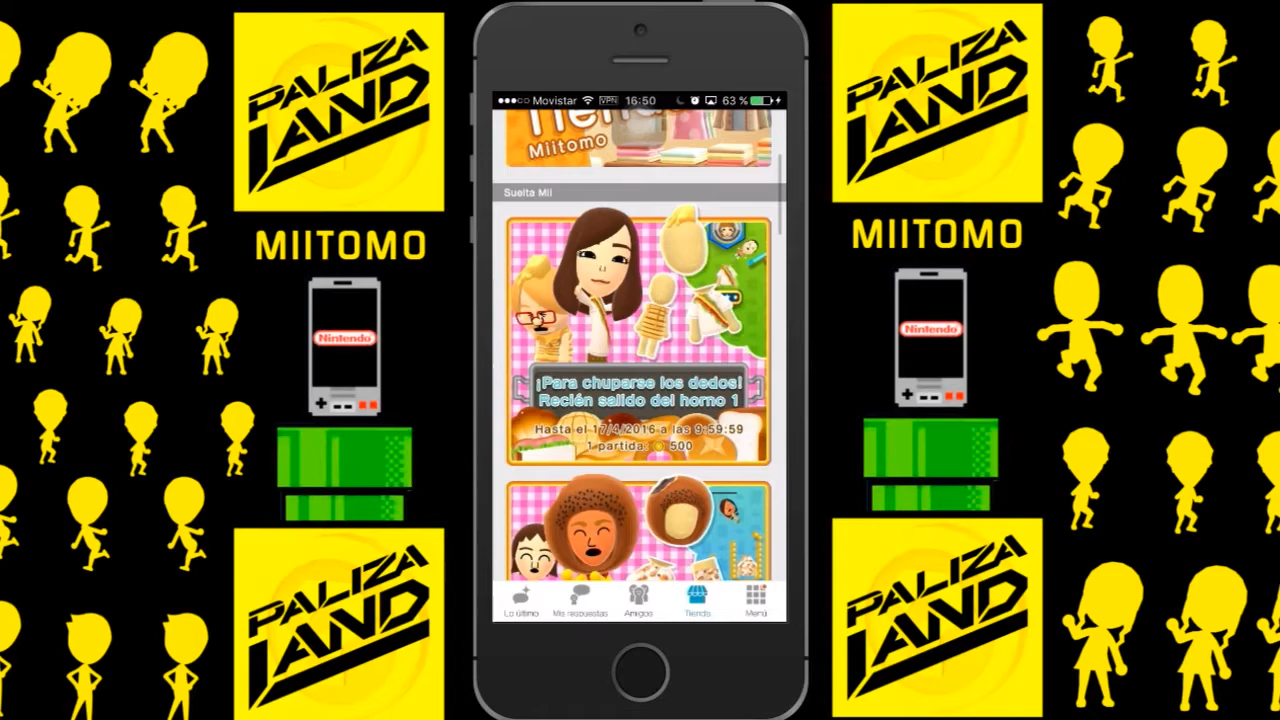 PALIZA
LAND
MIITOMO
Nintendo
PALIZA
LAND
Movistar VPN 16:50 63 %
Tienda
Miitomo
Suelta Mii
¡Para chuparse los dedos!
Recién salido del horno 1
Hasta el 17/4/2016 a las 9:59:59
1 partida: 500
Lo último Mis respuestas Amigos Tienda Menú
PALIZA
LAND
MIITOMO
Nintendo
PALIZA
LAND